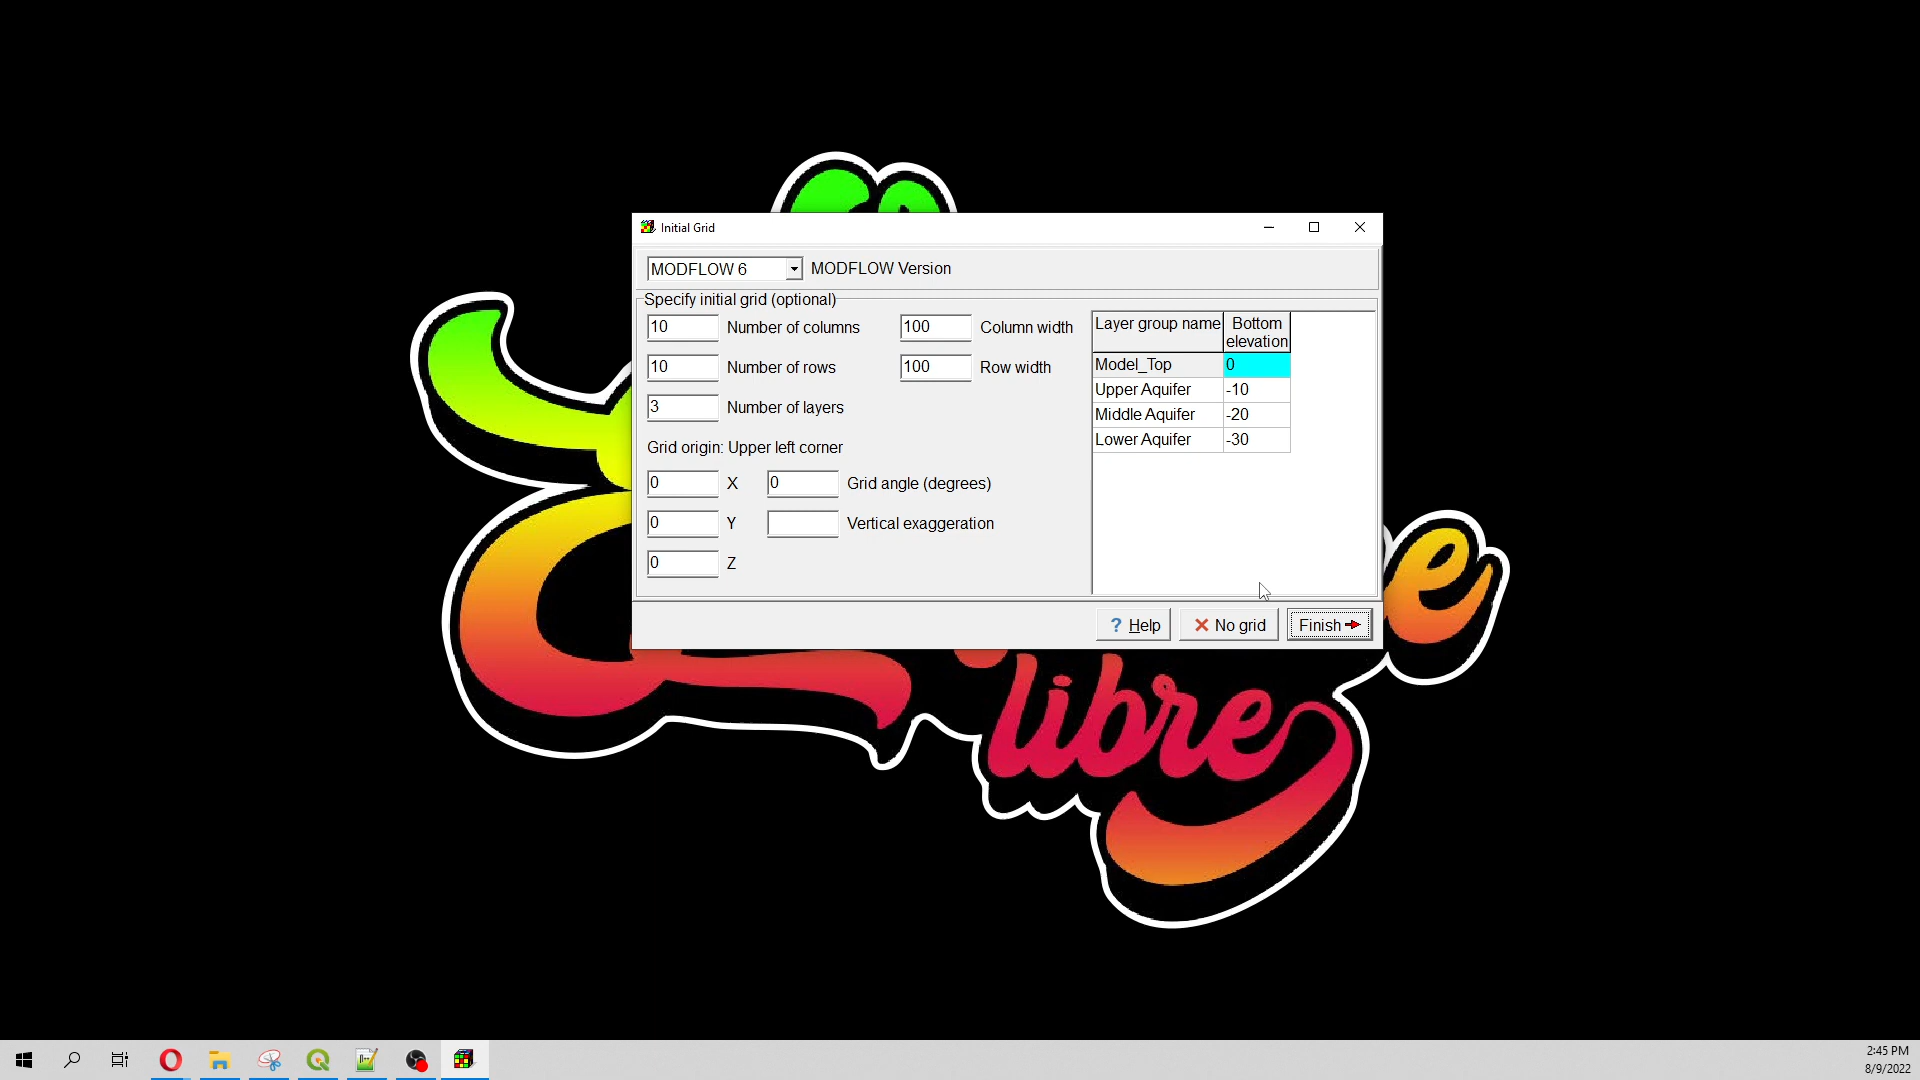 Initial Grid
MODFLOW 6 MODFLOW Version
Specify initial grid (optional)
10 Number of columns 100 Column width
10 Number of rows 100 Row width
3 Number of layers
Grid origin: Upper left corner
0 X 0 Grid angle (degrees)
0 Y Vertical exaggeration
0 Z
Layer group name Bottom elevation
Model_Top 0
Upper Aquifer -10
Middle Aquifer -20
Lower Aquifer -30
? Help No grid Finish
e
libre
2:45 PM
8/9/2022